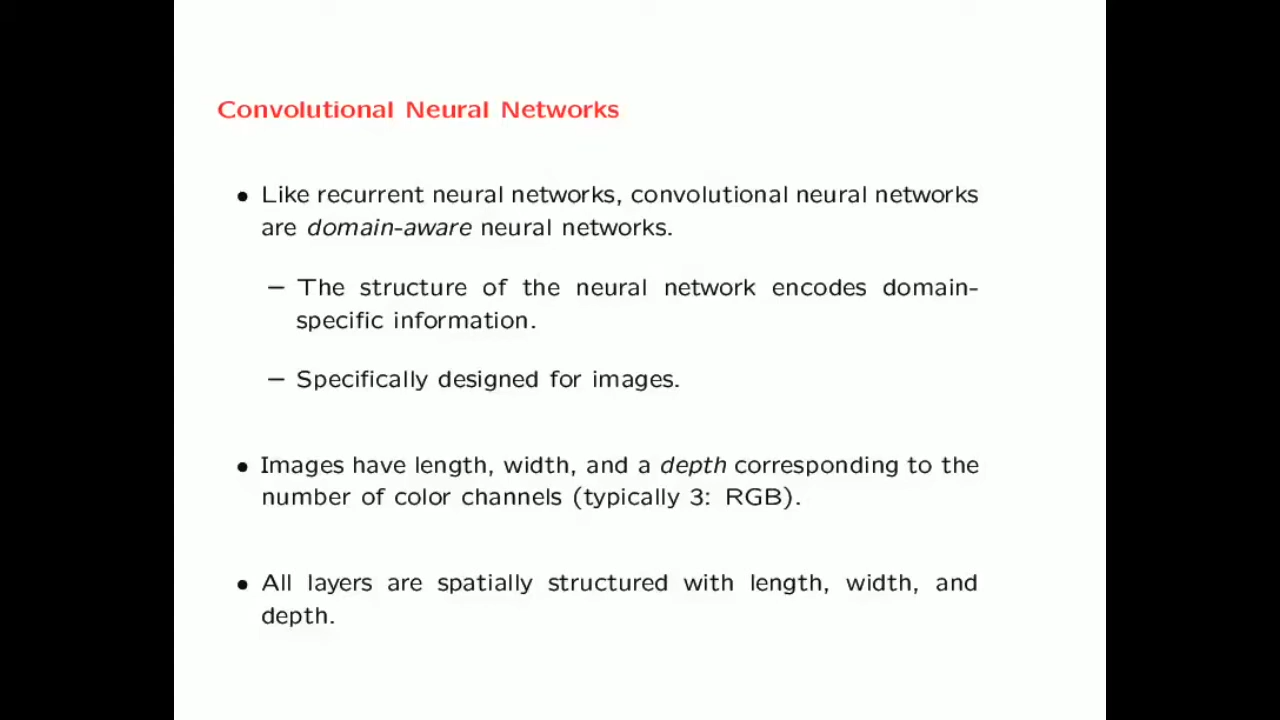 Convolutional Neural Networks
• Like recurrent neural networks, convolutional neural networks
are domain-aware neural networks.
– The structure of the neural network encodes domain-
specific information.
– Specifically designed for images.
• Images have length, width, and a depth corresponding to the
number of color channels (typically 3: RGB).
• All layers are spatially structured with length, width, and
depth.